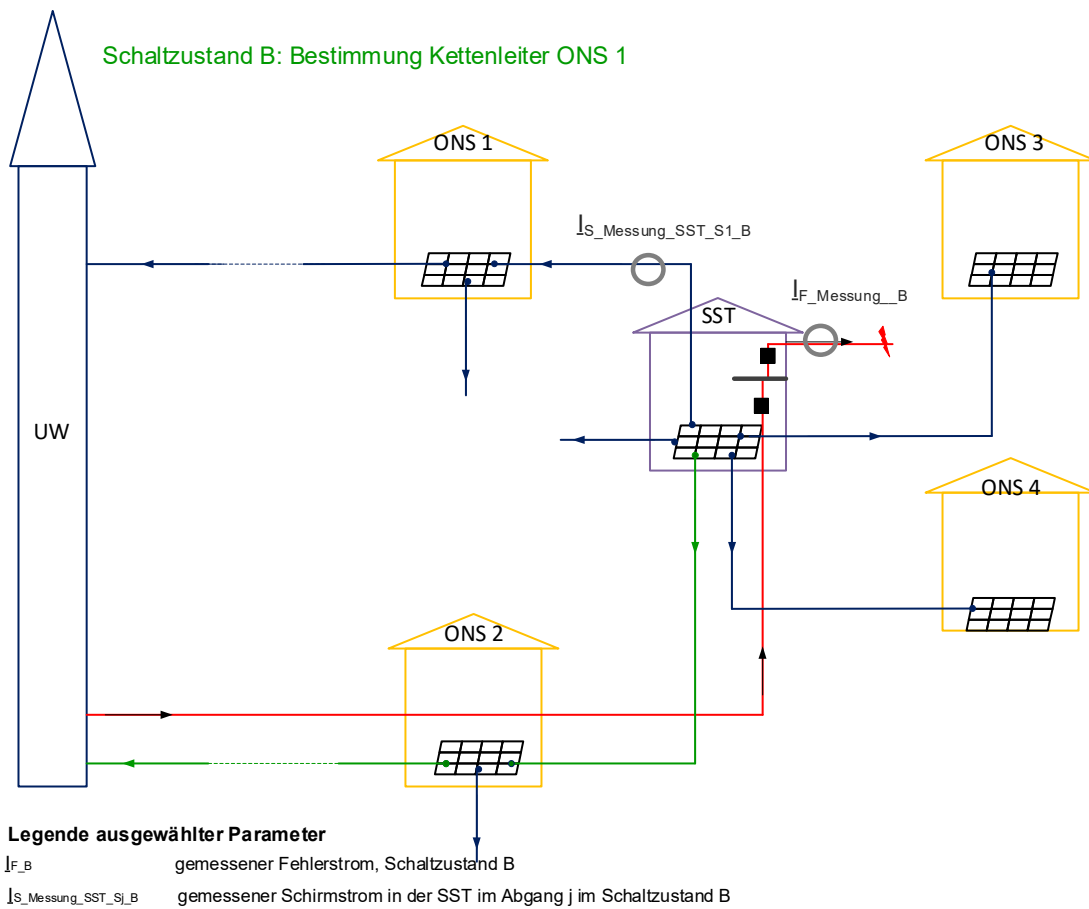 Schaltzustand B: Bestimmung Kettenleiter ONS 1
ONS 1
ONS 3
I_S_Messung_SST_S1_B
I_F_Messung__B
SST
UW
ONS 4
ONS 2
Legende ausgewählter Parameter
I_F_B gemessener Fehlerstrom, Schaltzustand B
I_S_Messung_SST_Sj_B gemessener Schirmstrom in der SST im Abgang j im Schaltzustand B